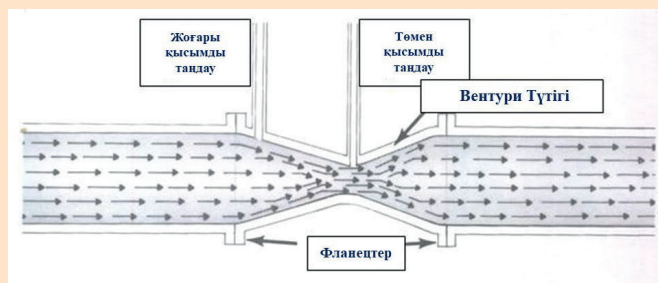 Жоғары
қысымды
таңдау
Төмен
қысымды
таңдау
Вентури Түтігі
Фланецтер